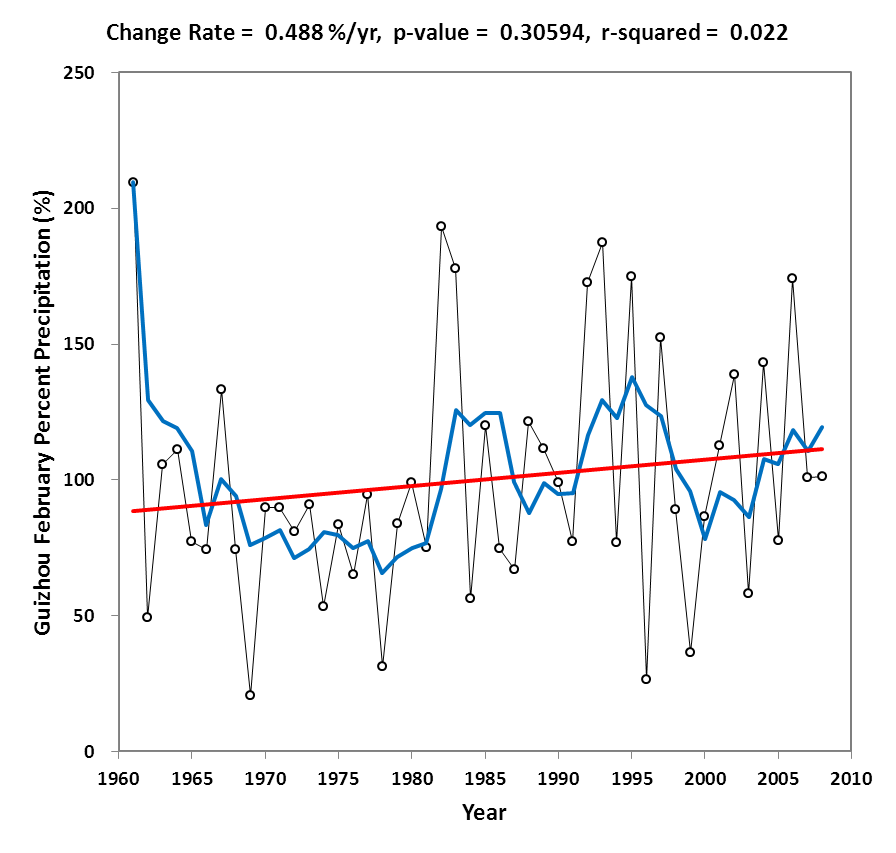 Change Rate = 0.488 %/yr, p-value = 0.30594, r-squared = 0.022
250
200
150
100
50
0
Guizhou February Percent Precipitation (%)
1960 1965 1970 1975 1980 1985 1990 1995 2000 2005 2010
Year